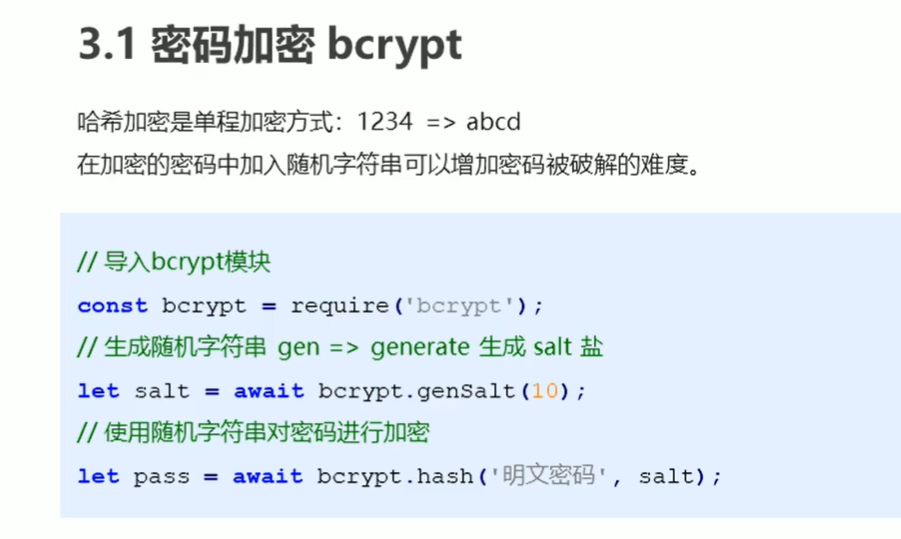 3.1 密码加密 bcrypt
哈希加密是单程加密方式：1234 => abcd
在加密的密码中加入随机字符串可以增加密码被破解的难度。
// 导入bcrypt模块
const bcrypt = require('bcrypt');
// 生成随机字符串 gen => generate 生成 salt 盐
let salt = await bcrypt.genSalt(10);
// 使用随机字符串对密码进行加密
let pass = await bcrypt.hash('明文密码', salt);